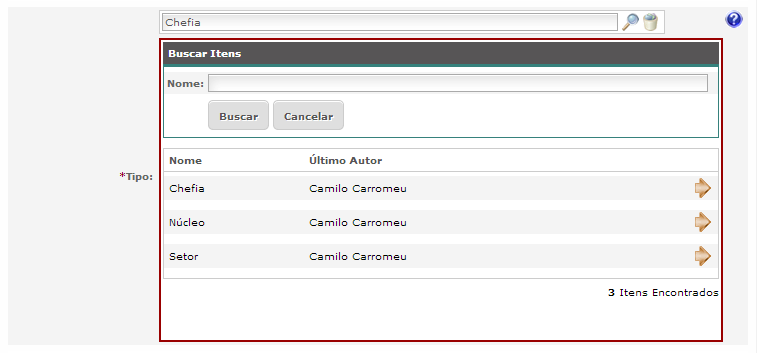 Chefia
Buscar Itens
Nome:
Buscar Cancelar
*Tipo:
Nome Último Autor
Chefia Camilo Carromeu
Núcleo Camilo Carromeu
Setor Camilo Carromeu
3 Itens Encontrados